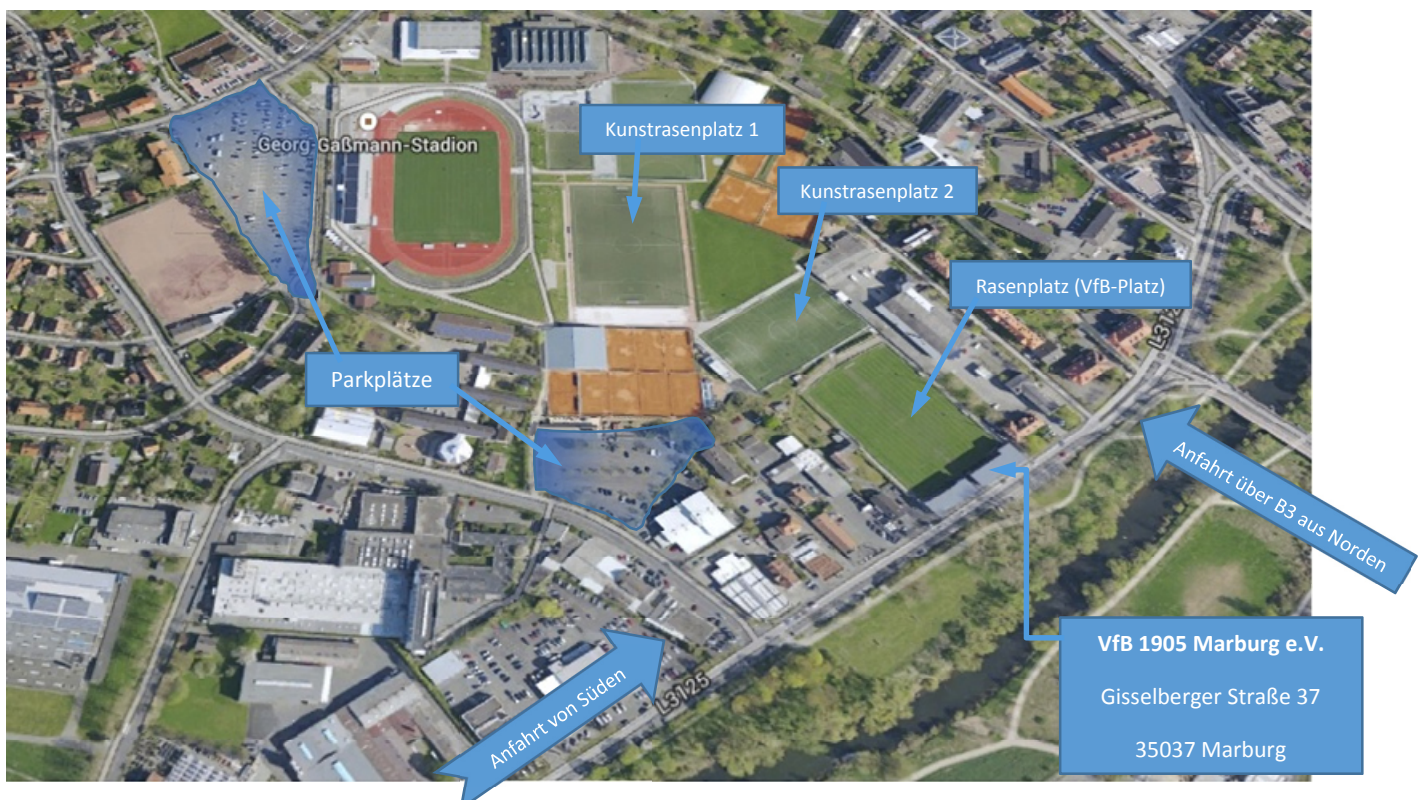 Georg-Gaßmann-Stadion
Kunstrasenplatz 1
Kunstrasenplatz 2
Rasenplatz (VfB-Platz)
L31
Parkplätze
Anfahrt über B3 aus Norden
Anfahrt von Süden
L3125
VfB 1905 Marburg e.V.
Gisselberger Straße 37
35037 Marburg